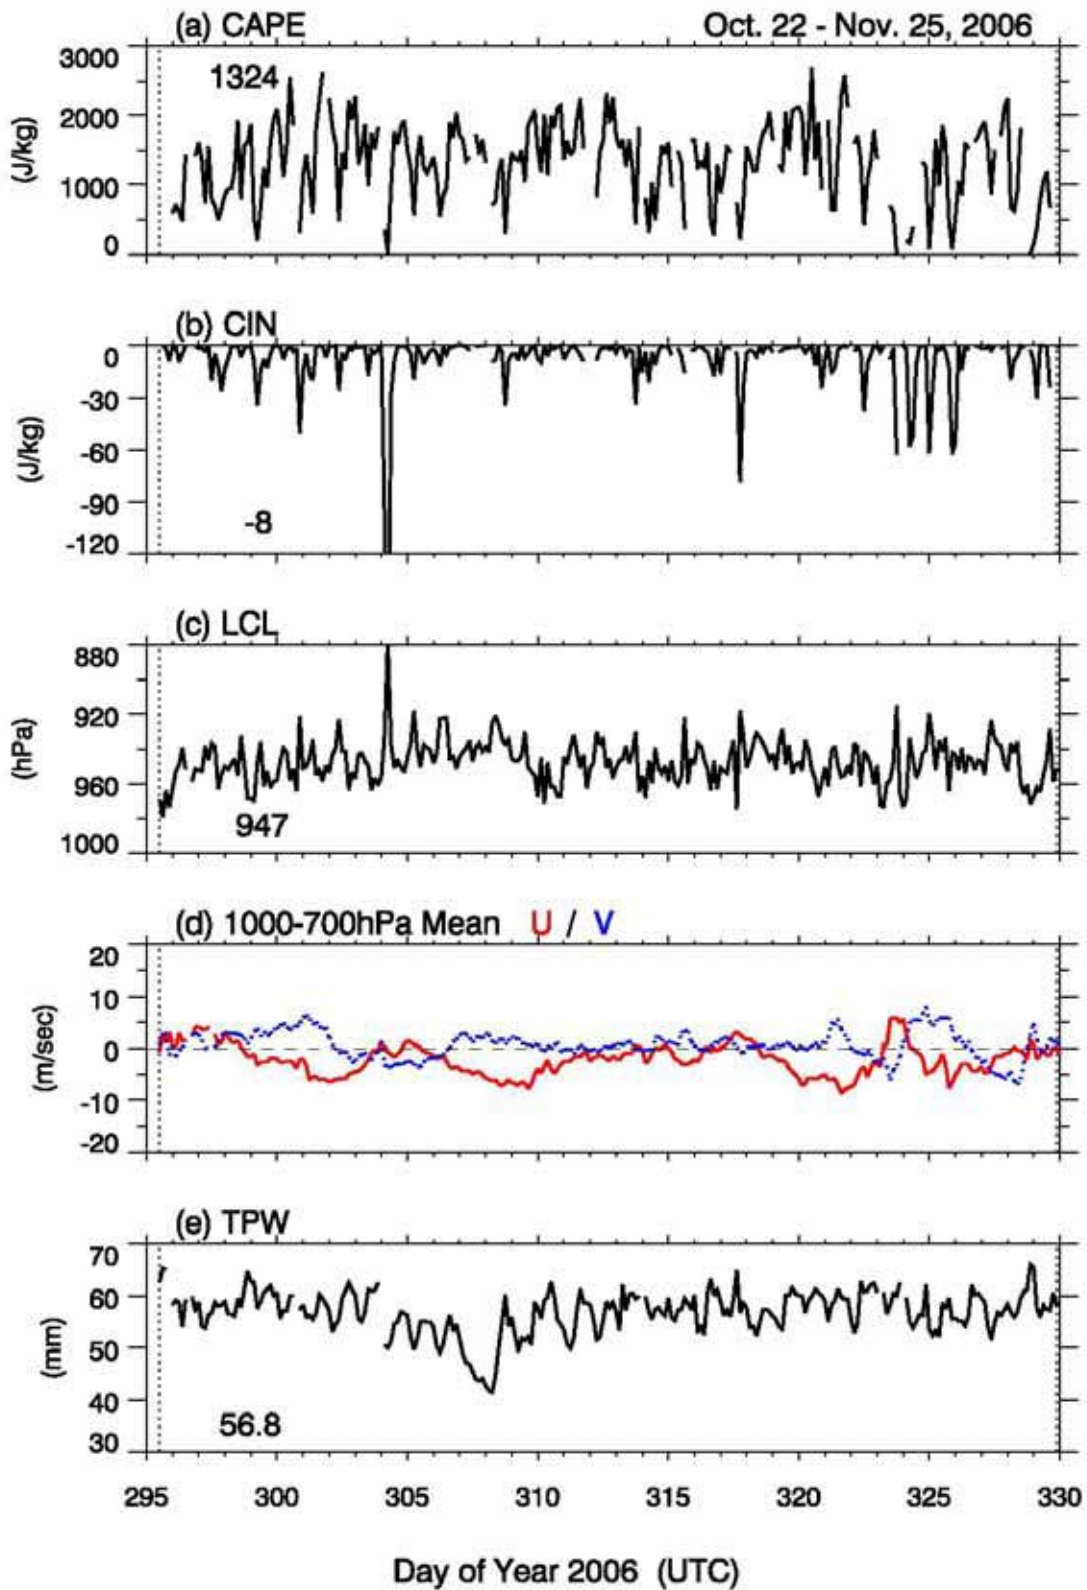 (a) CAPE Oct. 22 - Nov. 25, 2006
3000
1324
2000
(J/kg)
1000
0
(b) CIN
0
-30
(J/kg)
-60
-90
-8
-120
(c) LCL
880
920
(hPa)
960
947
1000
(d) 1000-700hPa Mean U / V
20
10
(m/sec)
0
-10
-20
(e) TPW
70
60
(mm)
50
40
56.8
30
295 300 305 310 315 320 325 330
Day of Year 2006 (UTC)